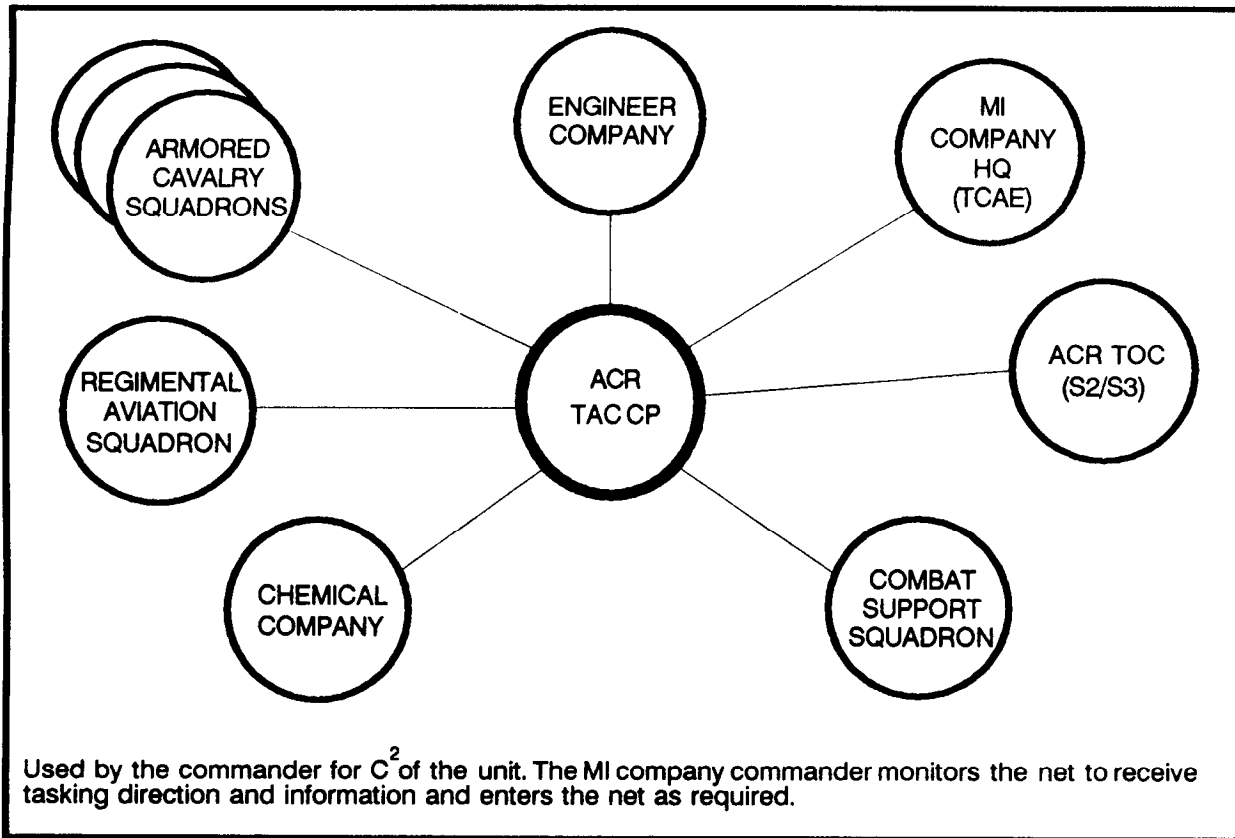 ARMORED
CAVALRY
SQUADRONS
ENGINEER
COMPANY
MI
COMPANY
HQ
(TCAE)
REGIMENTAL
AVIATION
SQUADRON
ACR
TAC CP
ACR TOC
(S2/S3)
CHEMICAL
COMPANY
COMBAT
SUPPORT
SQUADRON
Used by the commander for C² of the unit. The MI company commander monitors the net to receive
tasking direction and information and enters the net as required.